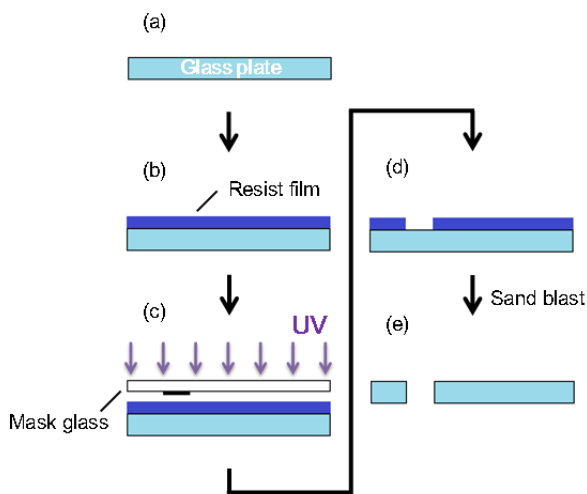 (a)
Glass plate
(b)
Resist film
(c)
UV
Mask glass
(d)
Sand blast
(e)